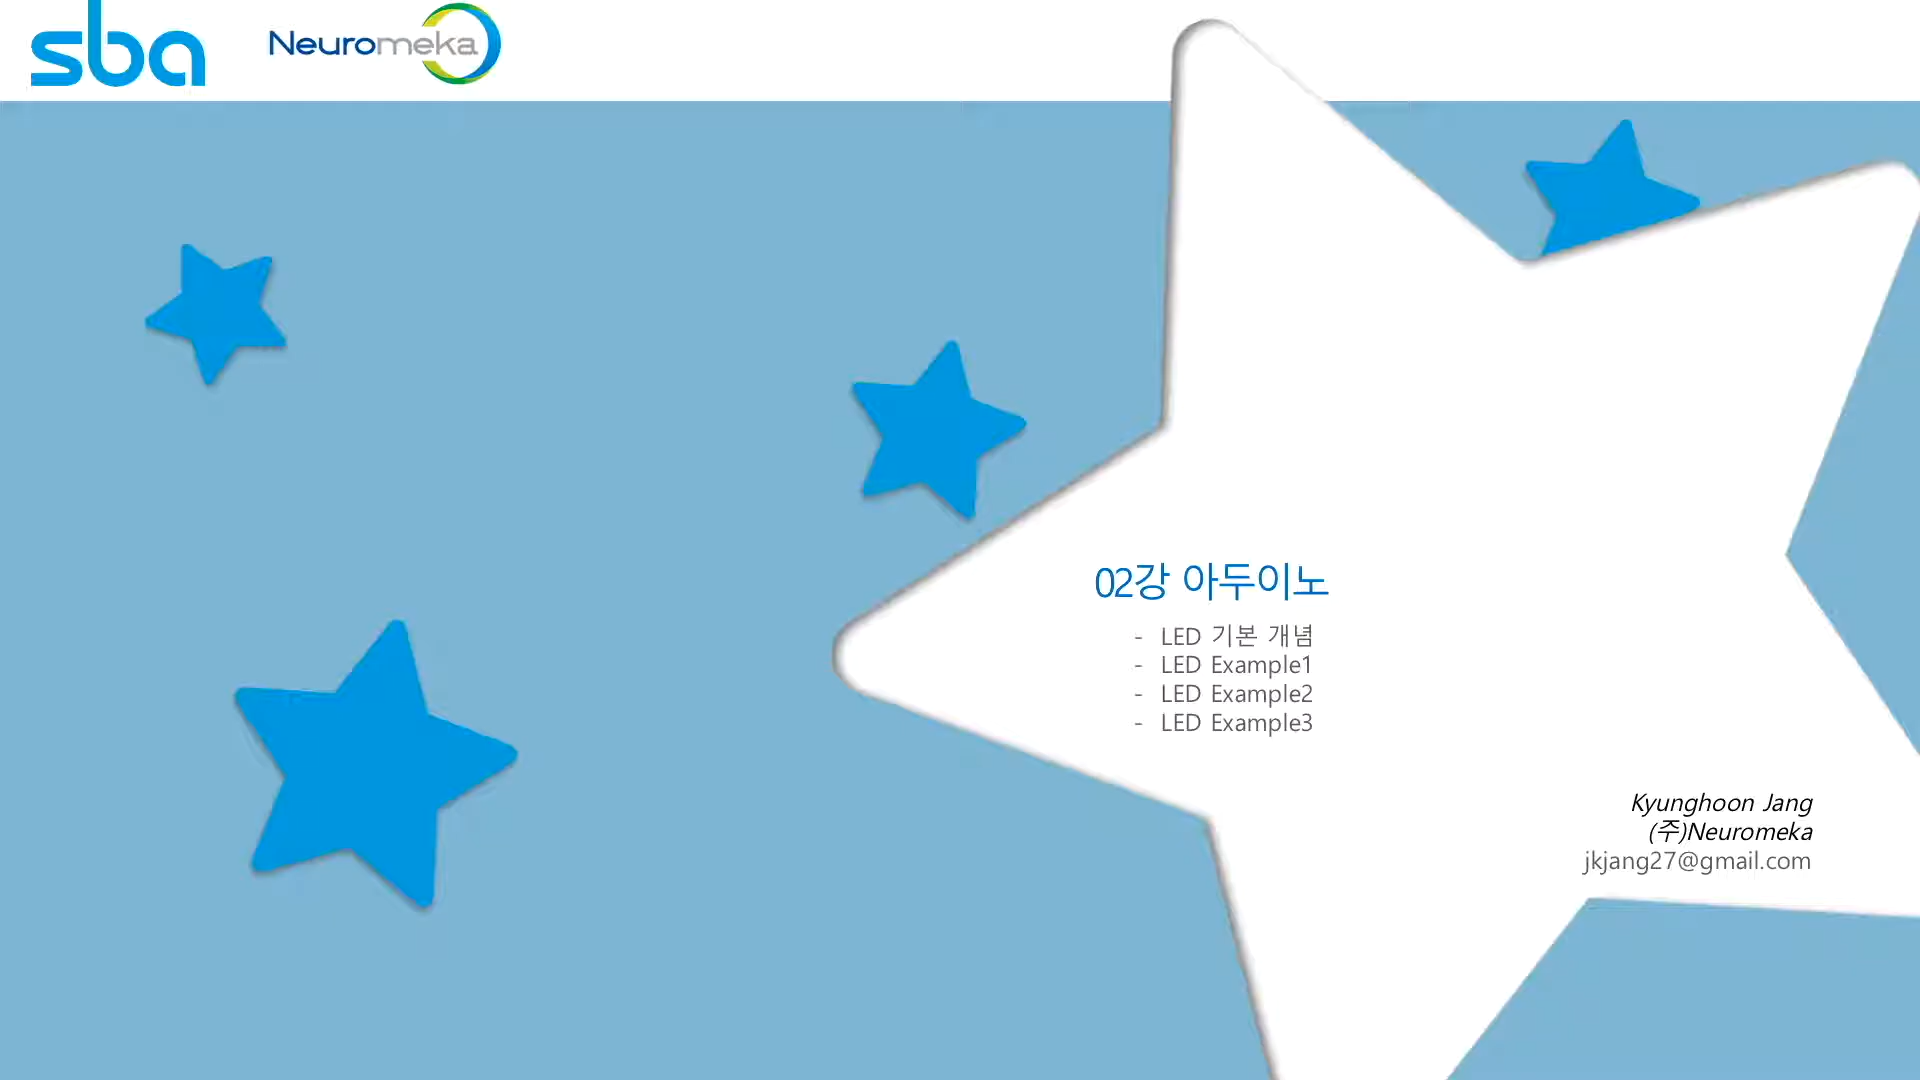 sba
Neuromeka
02강 아두이노
- LED 기본 개념
- LED Example1
- LED Example2
- LED Example3
Kyunghoon Jang
(주)Neuromeka
jkjang27@gmail.com